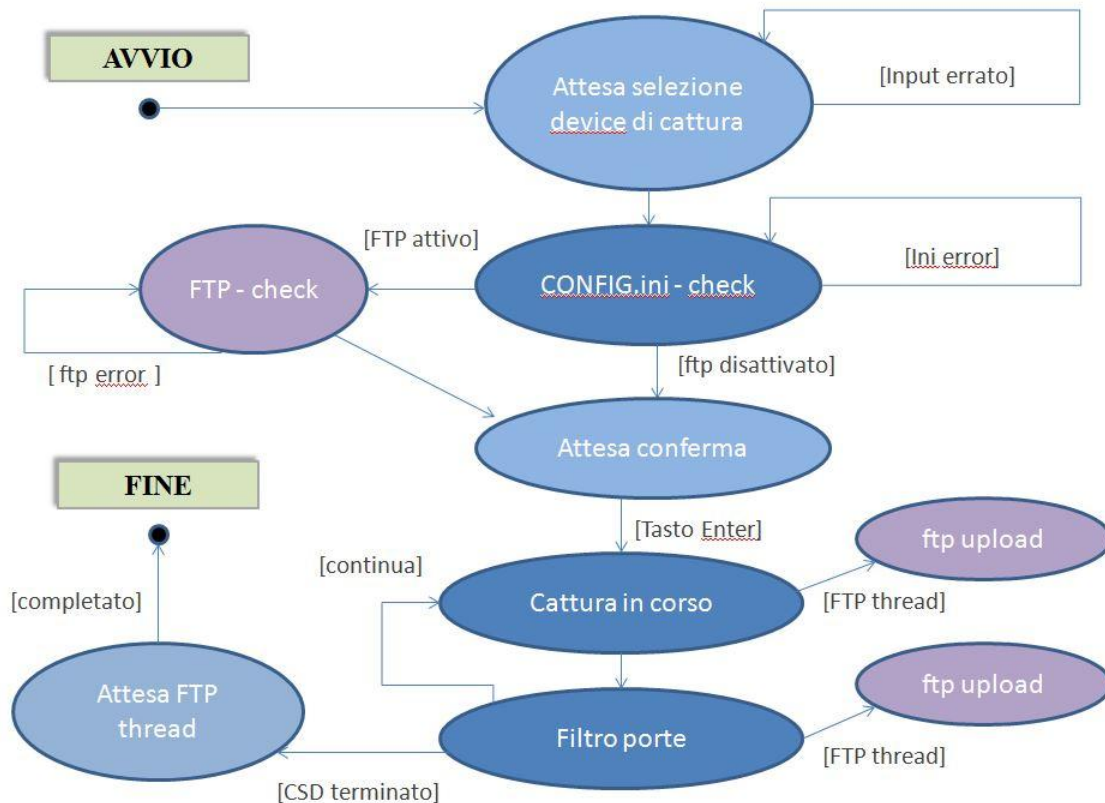 AVVIO
Attesa selezione
device di cattura
[Input errato]
[FTP attivo]
FTP - check
CONFIG.ini - check
[Ini error]
[ ftp error ]
[ftp disattivato]
Attesa conferma
FINE
[Tasto Enter]
ftp upload
[continua]
[completato]
Cattura in corso
[FTP thread]
Attesa FTP
thread
ftp upload
Filtro porte
[FTP thread]
[CSD terminato]